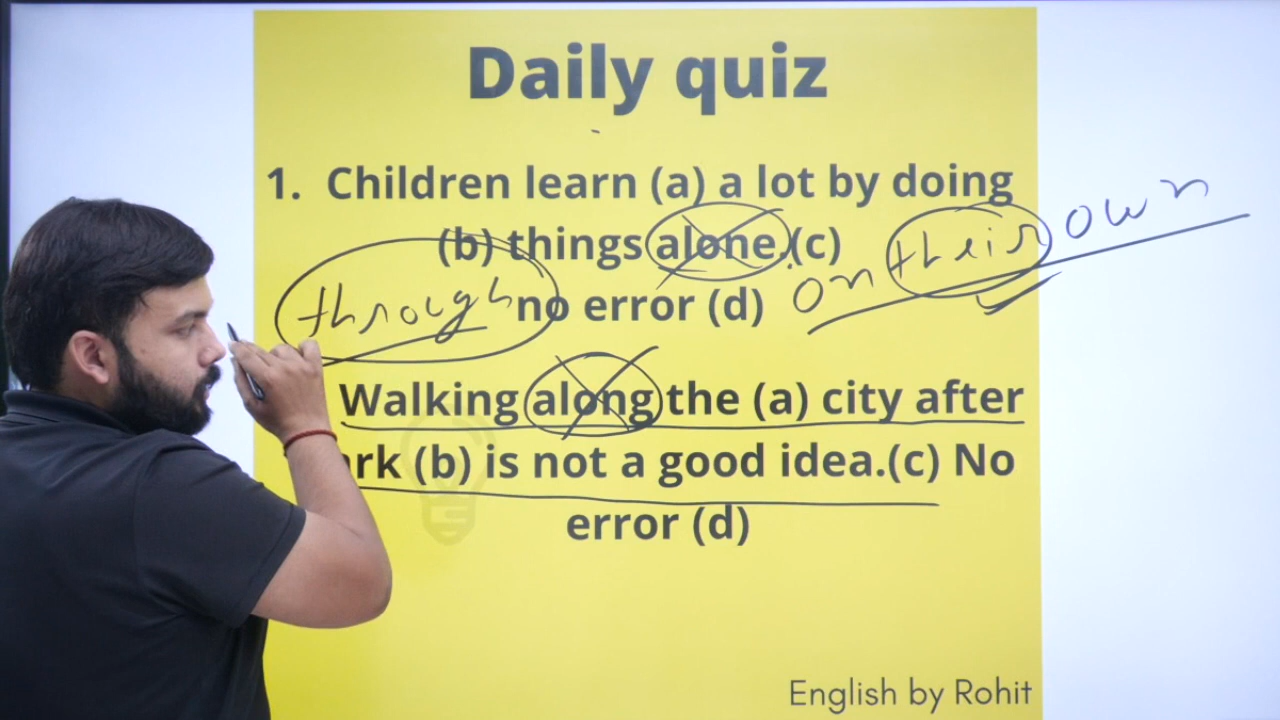 Daily quiz
1. Children learn (a) a lot by doing
(b) things alone.(c)
on their own
through
no error (d)
Walking along the (a) city after
ark (b) is not a good idea.(c) No
error (d)
English by Rohit